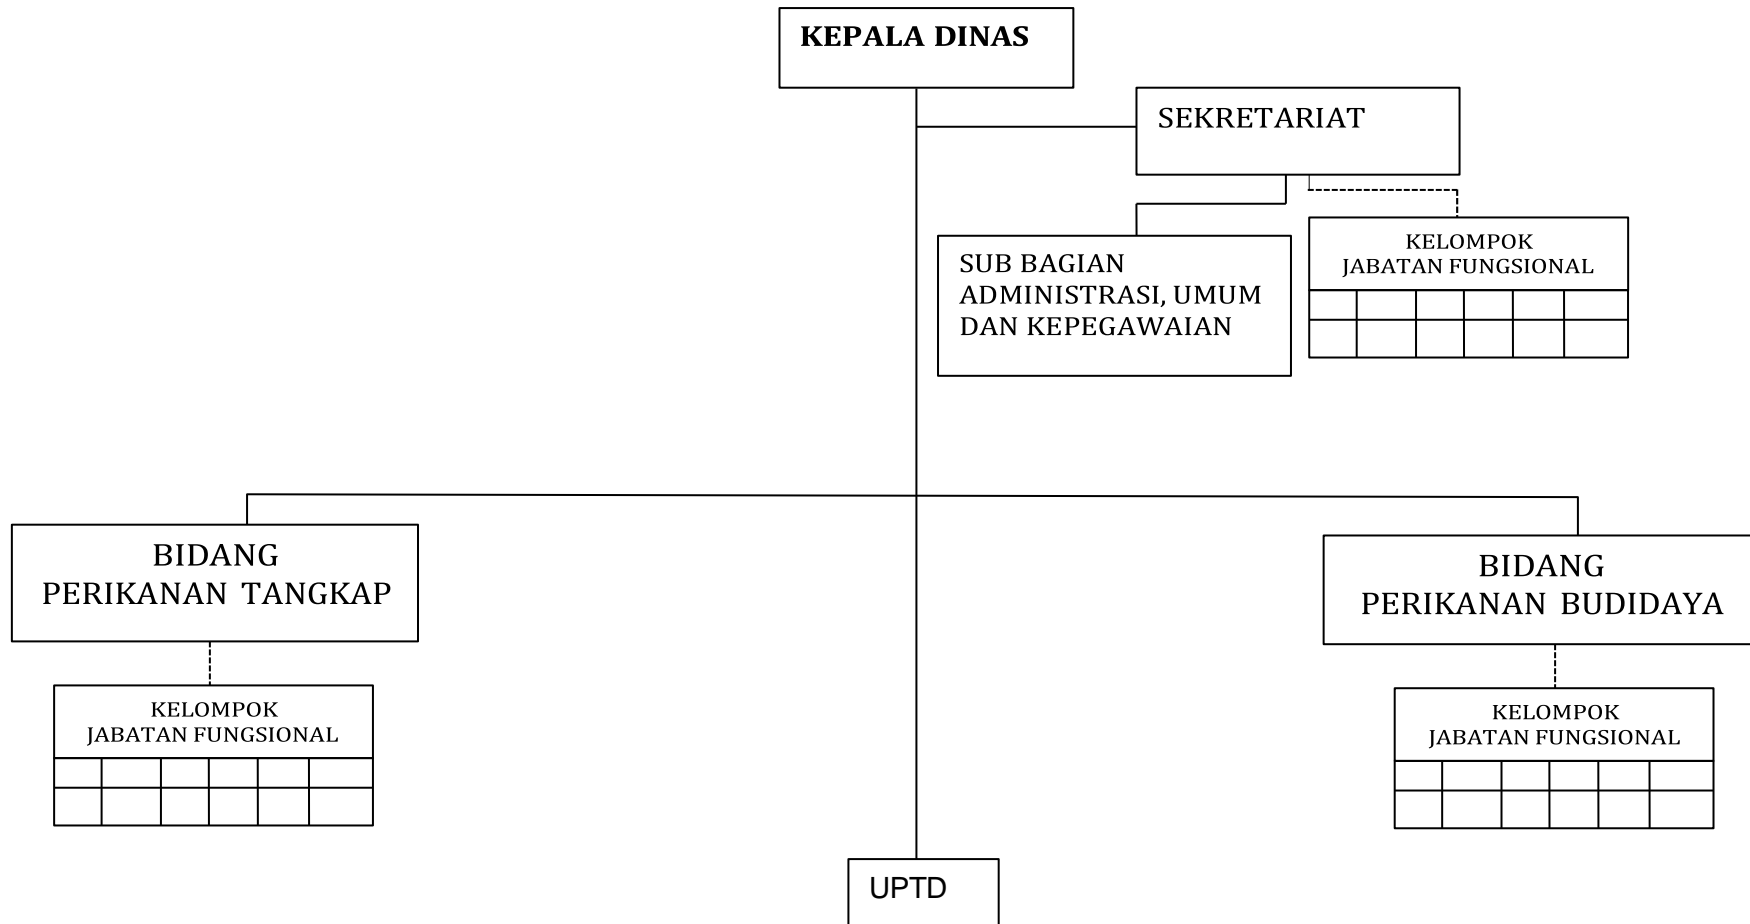 KEPALA DINAS
SEKRETARIAT
SUB BAGIAN
ADMINISTRASI, UMUM
DAN KEPEGAWAIAN
KELOMPOK
JABATAN FUNGSIONAL
BIDANG
PERIKANAN TANGKAP
BIDANG
PERIKANAN BUDIDAYA
KELOMPOK
JABATAN FUNGSIONAL
KELOMPOK
JABATAN FUNGSIONAL
UPTD